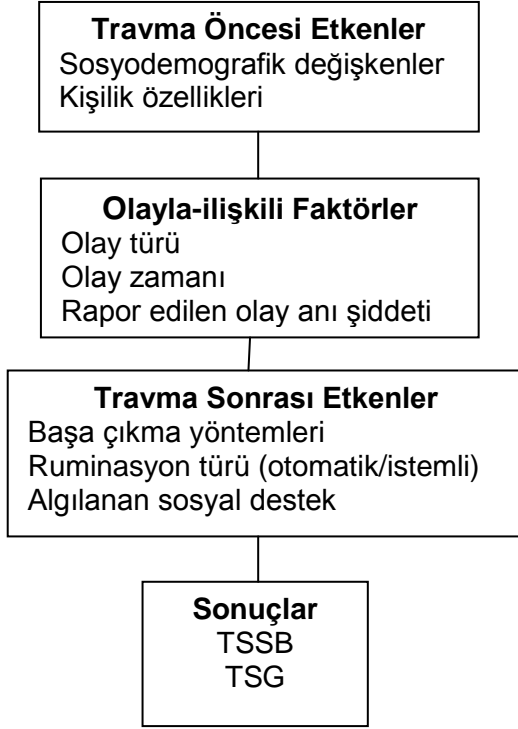 Travma Öncesi Etkenler
Sosyodemografik değişkenler
Kişilik özellikleri
Olayla-ilişkili Faktörler
Olay türü
Olay zamanı
Rapor edilen olay anı şiddeti
Travma Sonrası Etkenler
Başa çıkma yöntemleri
Ruminasyon türü (otomatik/istemli)
Algılanan sosyal destek
Sonuçlar
TSSB
TSG